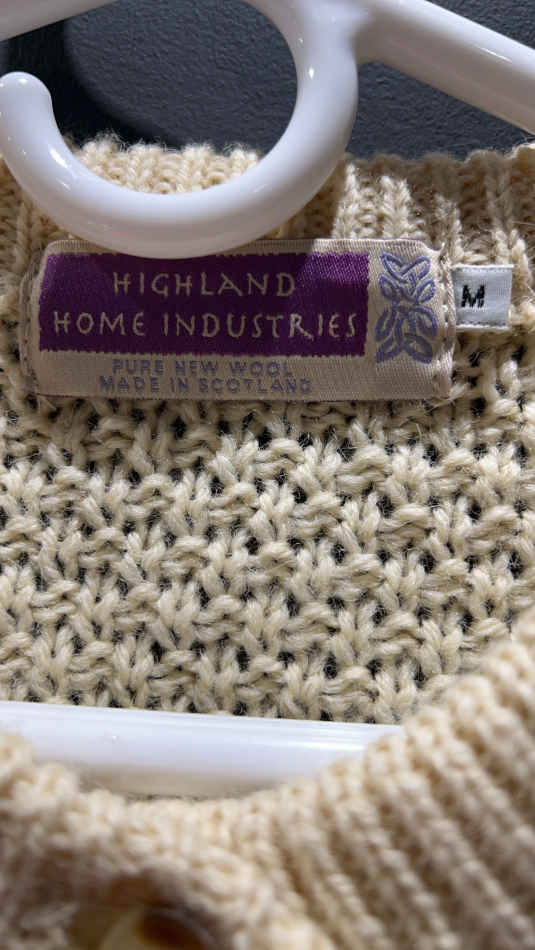 HIGHLAND
HOME INDUSTRIES
PURE NEW WOOL
MADE IN SCOTLAND
M